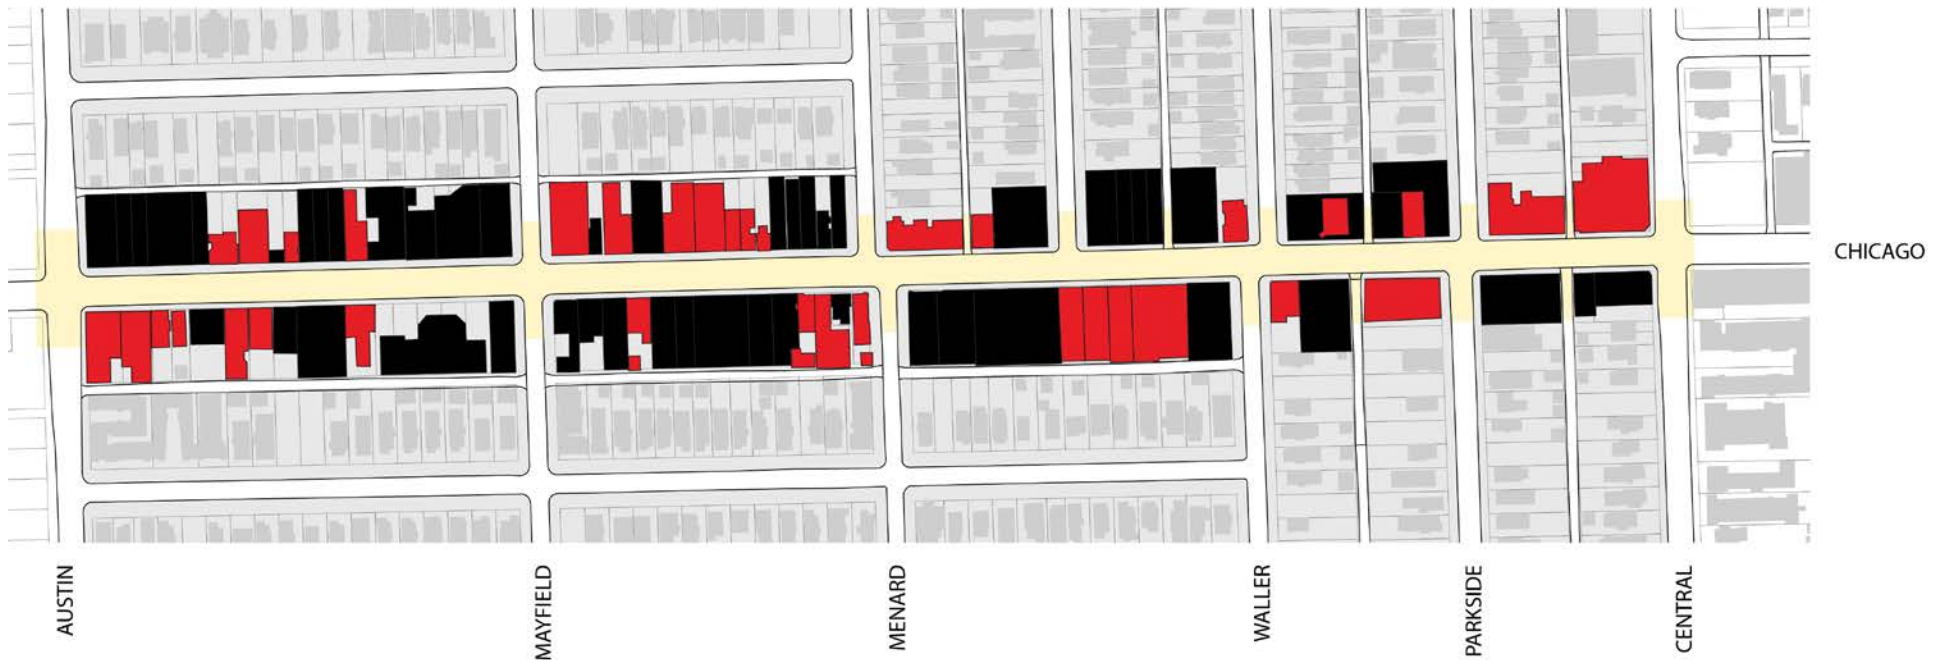 CHICAGO
AUSTIN
MAYFIELD
MENARD
WALLER
PARKSIDE
CENTRAL